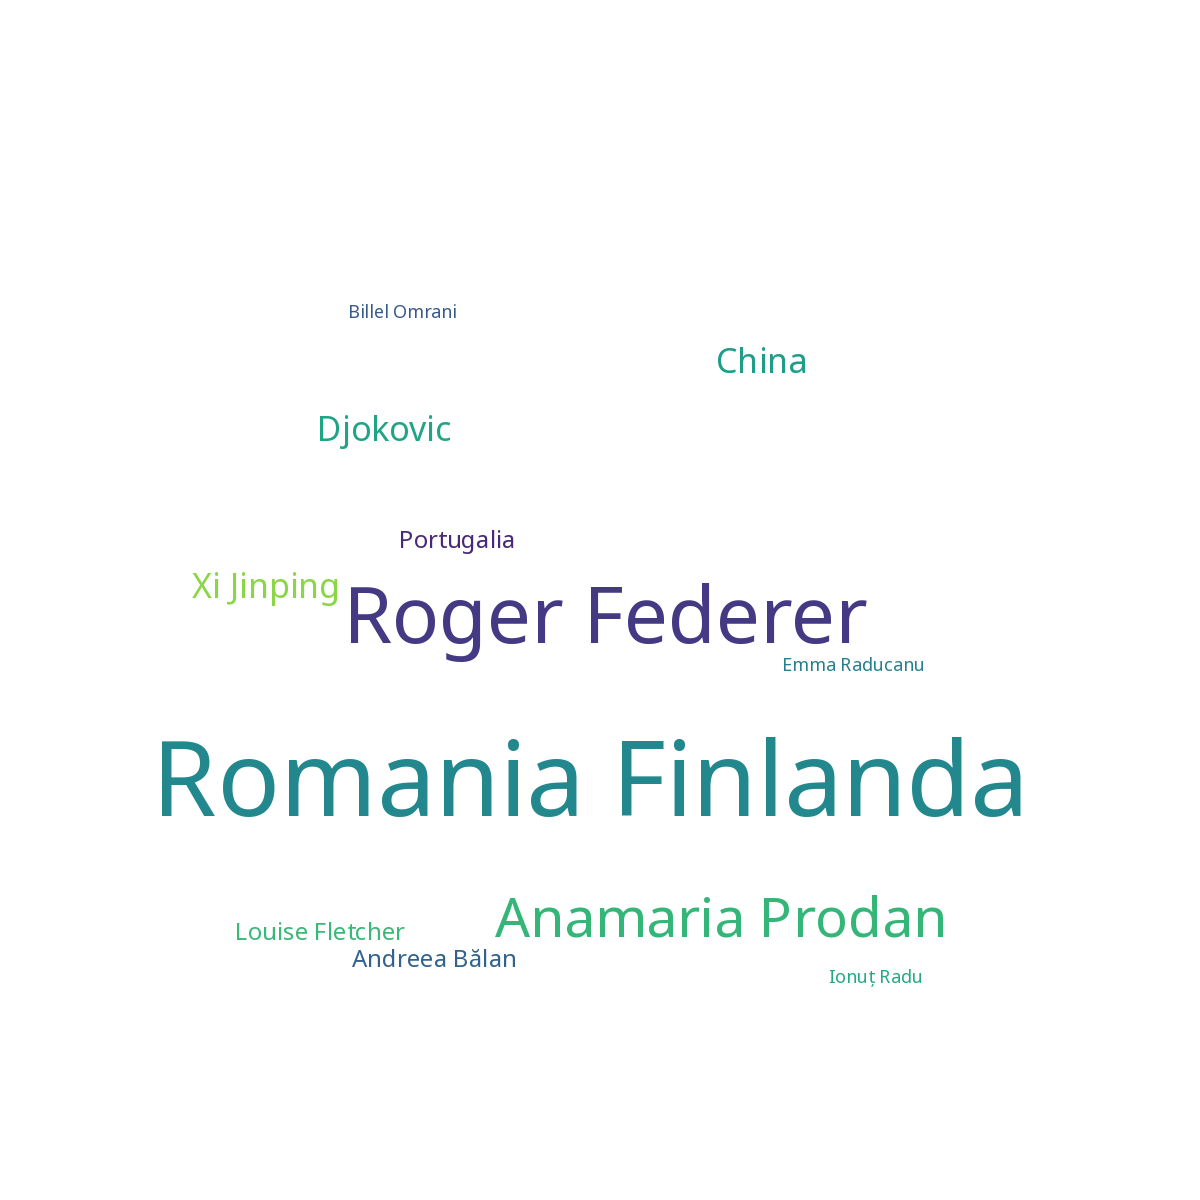 Billel Omrani
China
Djokovic
Portugalia
Xi Jinping
Roger Federer
Emma Raducanu
Romania Finlanda
Anamaria Prodan
Louise Fletcher
Andreea Bălan
Ionuț Radu